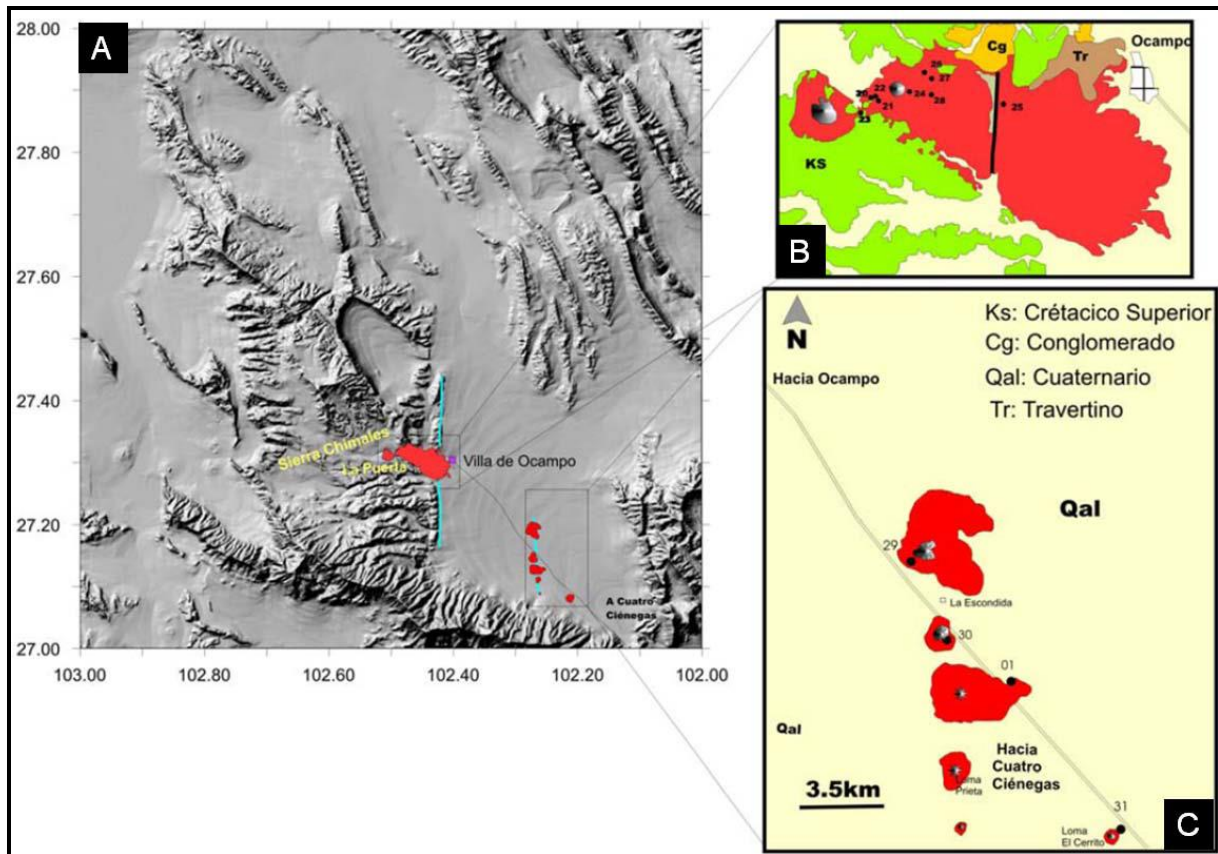 A
28.00
27.80
27.60
27.40
27.20
27.00
103.00
102.80
102.60
102.40
102.20
102.00
Sierra Chimales
La Puerta
Villa de Ocampo
A Cuatro
Ciénegas
B
Cg
Tr
Ocampo
KS
26
27
22
24
21
28
25
23
C
N
Hacia Ocampo
Ks: Crétacico Superior
Cg: Conglomerado
Qal: Cuaternario
Tr: Travertino
Qal
29
La Escondida
30
01
Qal
Hacia
Cuatro
Ciénegas
Loma
Prieta
3.5km
31
Loma
El Cerrito